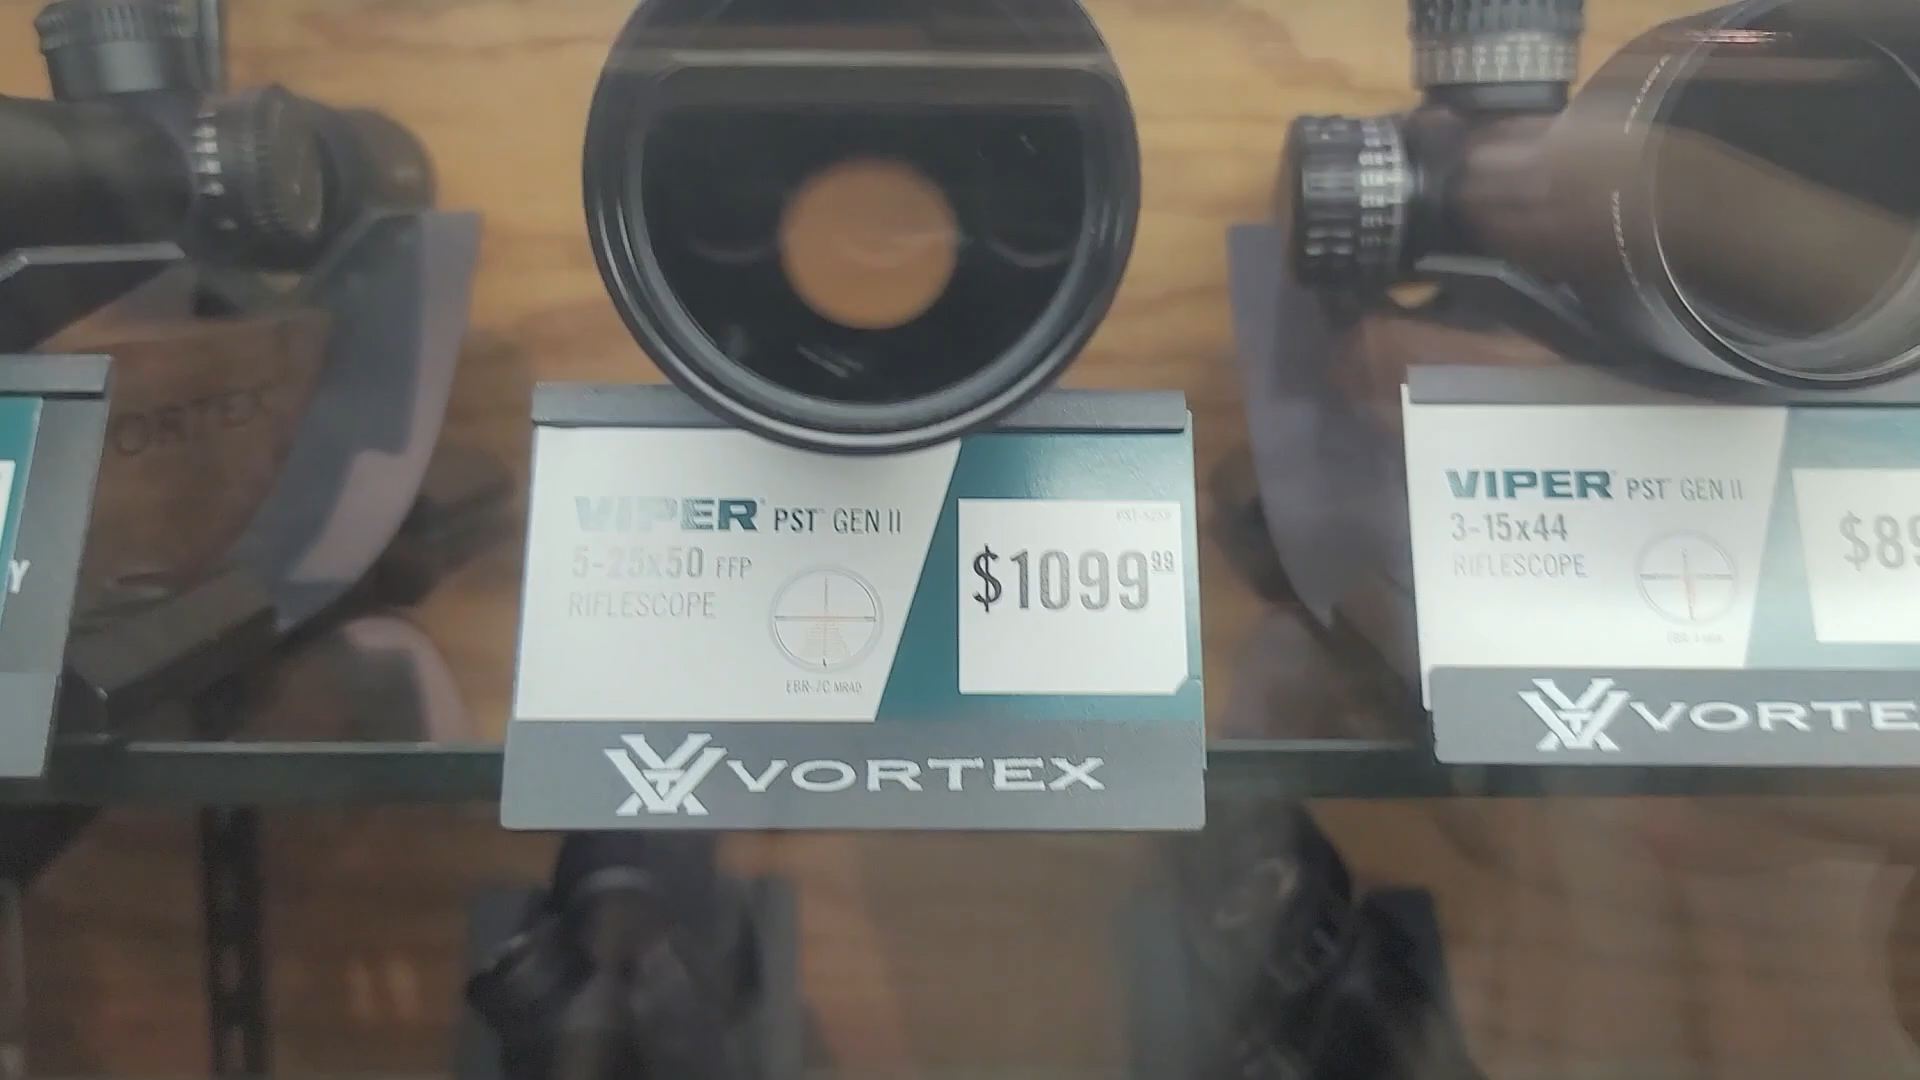 VORTEX
Y
VIPER PST GEN II
5-25x50 FFP
RIFLESCOPE
EBR-7C MRAD
$1099.99
VORTEX
VIPER PST GEN II
3-15x44
RIFLESCOPE
$89
VORTE